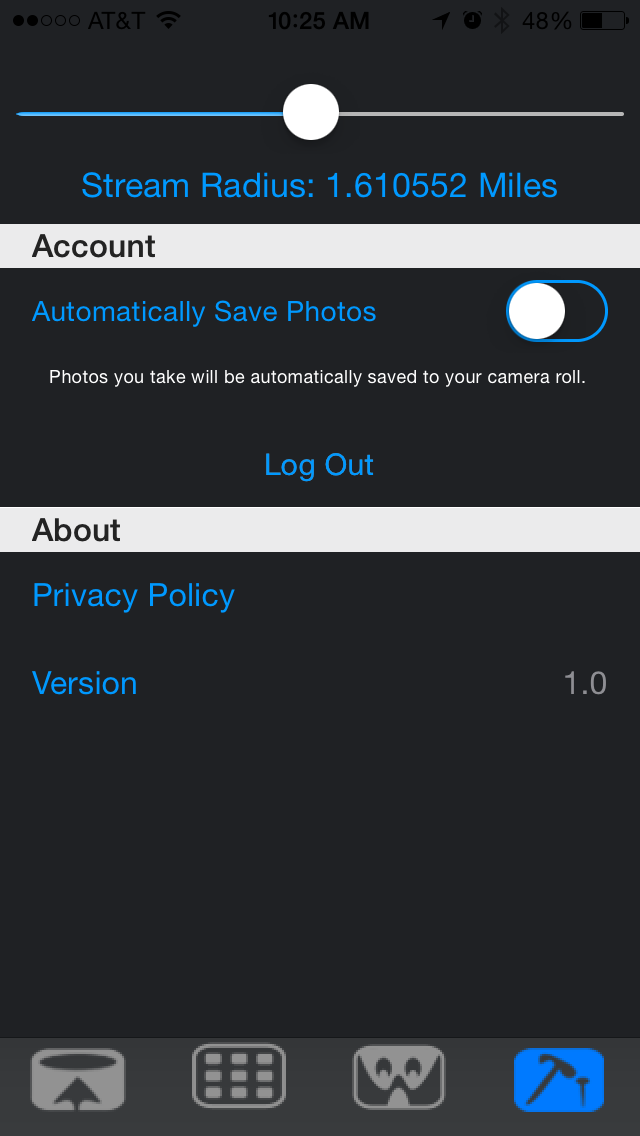 AT&T 10:25 AM 48%
Stream Radius: 1.610552 Miles
Account
Automatically Save Photos
Photos you take will be automatically saved to your camera roll.
Log Out
About
Privacy Policy
Version 1.0